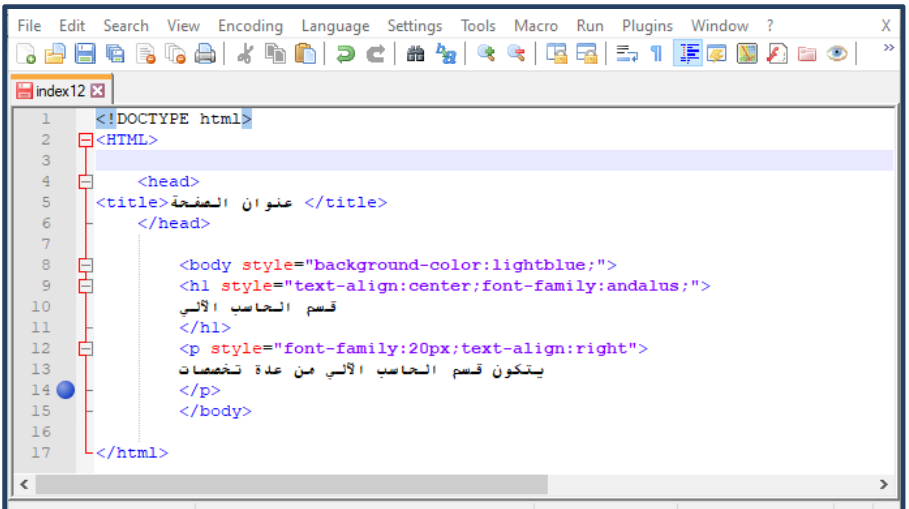 File Edit Search View Encoding Language Settings Tools Macro Run Plugins Window ? X
index12
1 <!DOCTYPE html>
2 <HTML>
3
4 <head>
5 <title>عنوان الصفحة </title>
6 </head>
7
8 <body style="background-color:lightblue;">
9 <h1 style="text-align:center;font-family:andalus;">
10 قسم الحاسب الآلي
11 </h1>
12 <p style="font-family:20px;text-align:right">
13 يتكون قسم الحاسب الآلي من عدة تخصصات
14 </p>
15 </body>
16
17 </html>